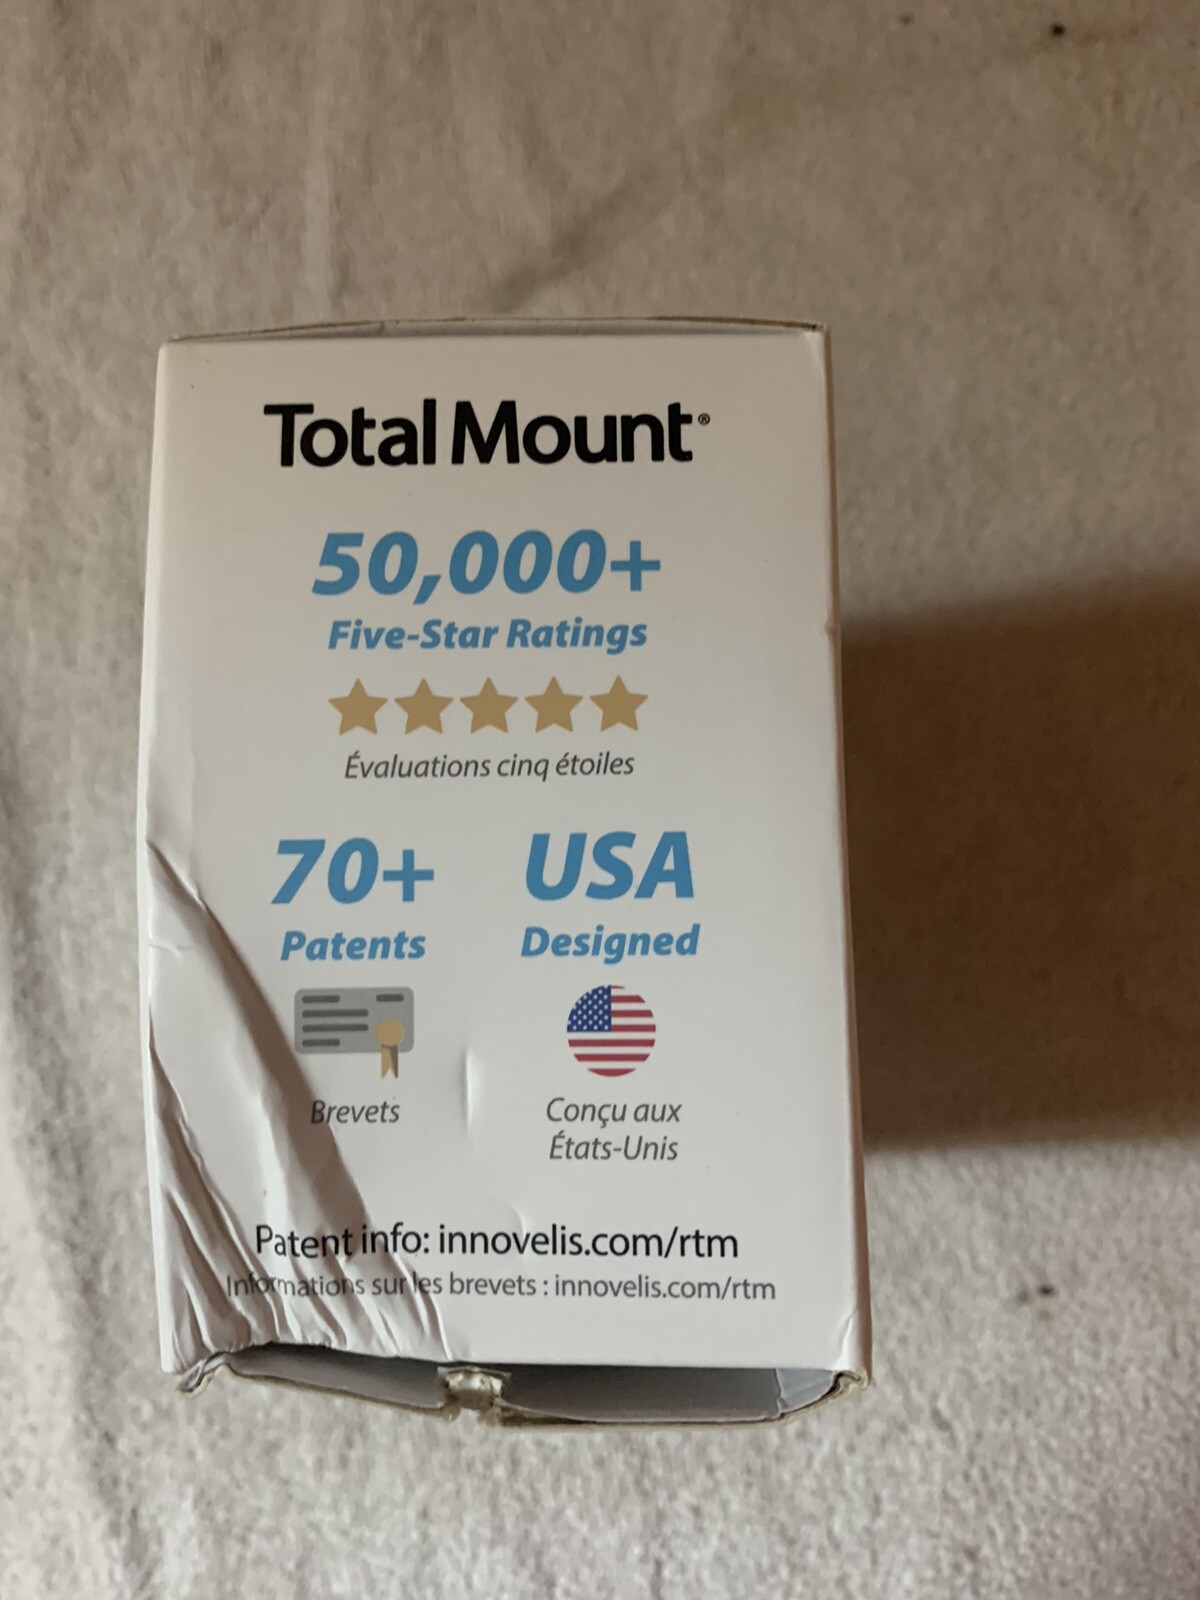 Total Mount®
50,000+
Five-Star Ratings
Évaluations cinq étoiles
70+
Patents
Brevets
USA
Designed
Conçu aux
États-Unis
Patent info: innovelis.com/rtm
Informations sur les brevets : innovelis.com/rtm